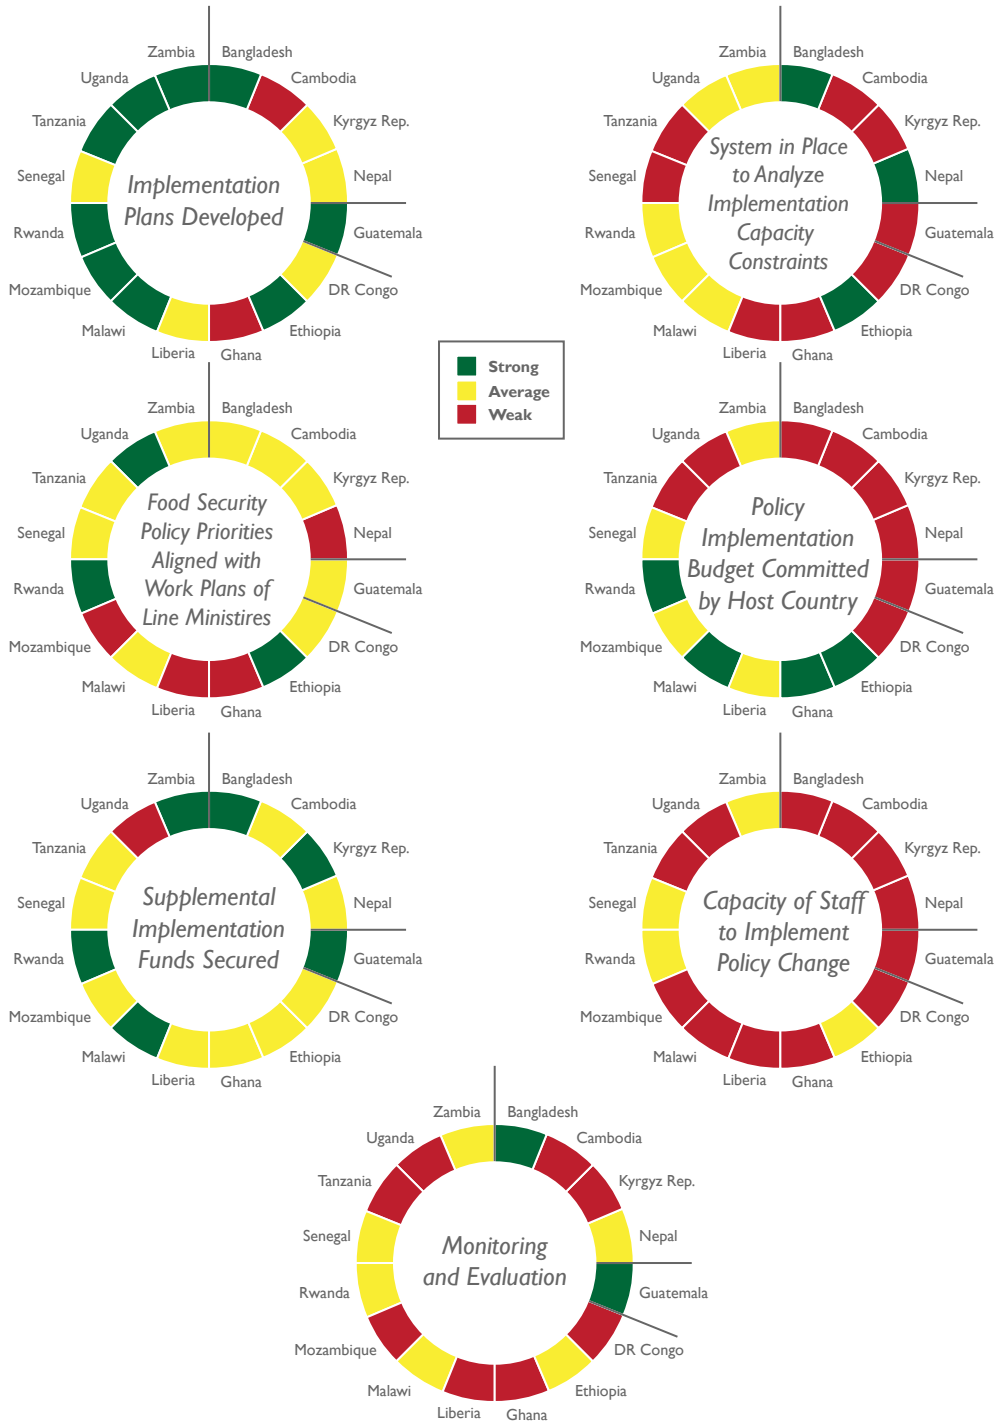 Zambia
Bangladesh
Uganda
Cambodia
Tanzania
Kyrgyz Rep.
Senegal
Nepal
Rwanda
Guatemala
Mozambique
DR Congo
Malawi
Ethiopia
Liberia
Ghana
Implementation
Plans Developed
Zambia
Bangladesh
Uganda
Cambodia
Tanzania
Kyrgyz Rep.
Senegal
Nepal
Rwanda
Guatemala
Mozambique
DR Congo
Malawi
Ethiopia
Liberia
Ghana
System in Place
to Analyze
Implementation
Capacity
Constraints
Strong
Average
Weak
Zambia
Bangladesh
Uganda
Cambodia
Tanzania
Kyrgyz Rep.
Senegal
Nepal
Rwanda
Guatemala
Mozambique
DR Congo
Malawi
Ethiopia
Liberia
Ghana
Food Security
Policy Priorities
Aligned with
Work Plans of
Line Ministires
Zambia
Bangladesh
Uganda
Cambodia
Tanzania
Kyrgyz Rep.
Senegal
Nepal
Rwanda
Guatemala
Mozambique
DR Congo
Malawi
Ethiopia
Liberia
Ghana
Policy
Implementation
Budget Committed
by Host Country
Zambia
Bangladesh
Uganda
Cambodia
Tanzania
Kyrgyz Rep.
Senegal
Nepal
Rwanda
Guatemala
Mozambique
DR Congo
Malawi
Ethiopia
Liberia
Ghana
Supplemental
Implementation
Funds Secured
Zambia
Bangladesh
Uganda
Cambodia
Tanzania
Kyrgyz Rep.
Senegal
Nepal
Rwanda
Guatemala
Mozambique
DR Congo
Malawi
Ethiopia
Liberia
Ghana
Capacity of Staff
to Implement
Policy Change
Zambia
Bangladesh
Uganda
Cambodia
Tanzania
Kyrgyz Rep.
Senegal
Nepal
Rwanda
Guatemala
Mozambique
DR Congo
Malawi
Ethiopia
Liberia
Ghana
Monitoring
and Evaluation